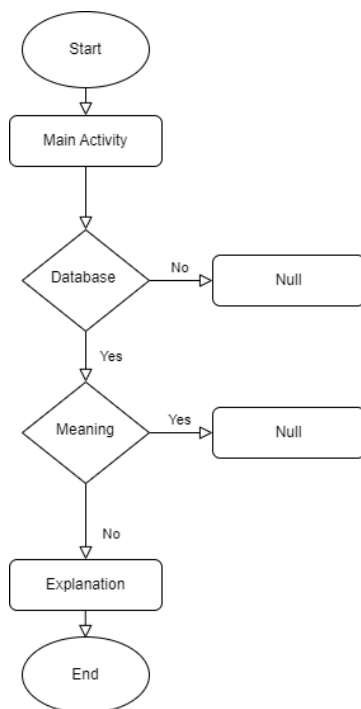 Start
Main Activity
Database
No
Null
Yes
Meaning
Yes
Null
No
Explanation
End